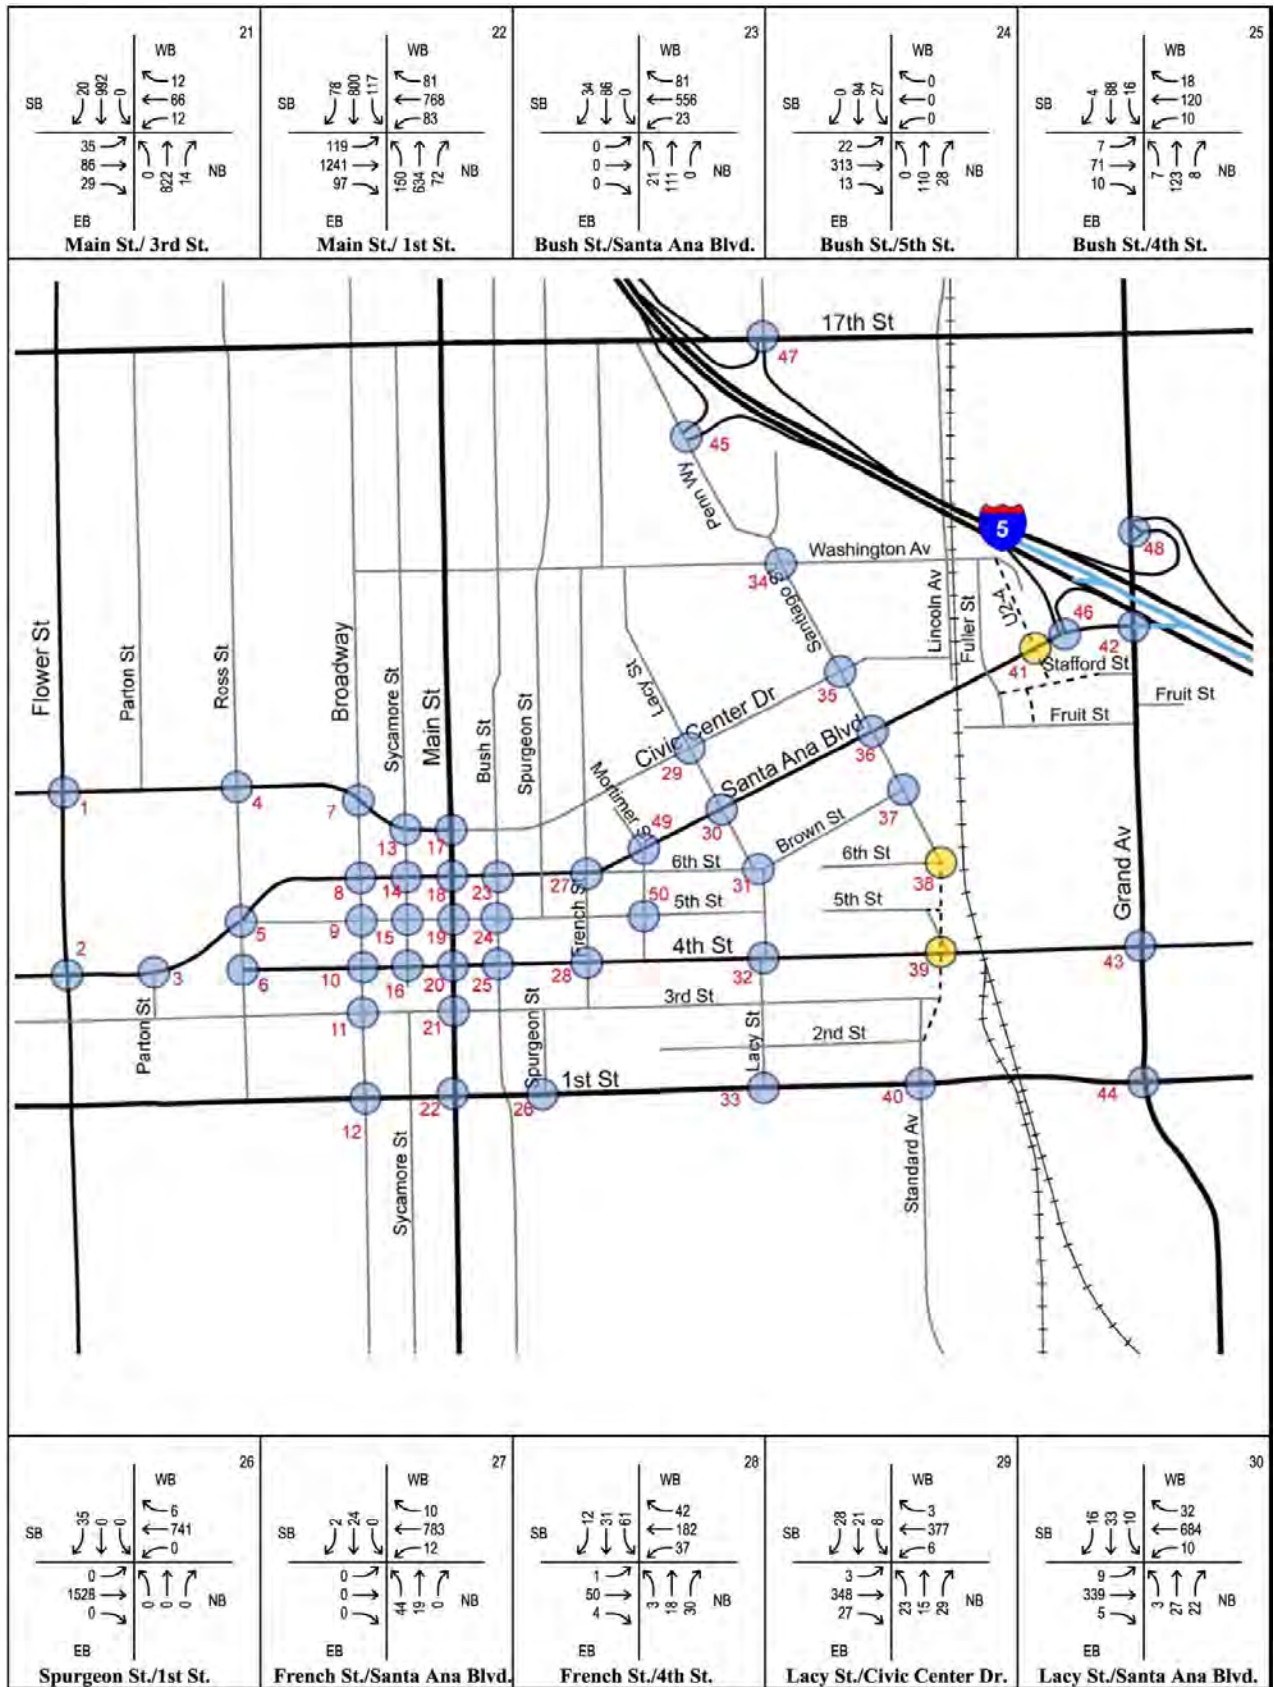 21
WB
SB
20
992
0
12
66
12
35
86
29
0
822
14
NB
EB
Main St./ 3rd St.
22
WB
SB
78
800
117
81
768
83
119
1241
97
150
634
72
NB
EB
Main St./ 1st St.
23
WB
SB
34
66
0
81
556
23
0
0
0
21
111
0
NB
EB
Bush St./Santa Ana Blvd.
24
WB
SB
0
94
27
0
0
0
22
313
13
0
110
28
NB
EB
Bush St./5th St.
25
WB
SB
4
88
16
18
120
10
7
71
10
7
123
8
NB
EB
Bush St./4th St.
17th St
47
45
Penn Wy
5
48
Washington Av
34
Santiago S
Lincoln Av
Fuller St
U2-4
46
41
42
Stafford St
Fruit St
Fruit St
Flower St
Parton St
Ross St
Broadway
Sycamore St
Main St
Bush St
Spurgeon St
Lacy St
Civic Center Dr
35
29
Santa Ana Blvd
36
Mortimer S
49
30
Brown St
37
1
4
7
13
17
6th St
6th St
8
14
18
23
27
31
38
50
5th St
5th St
French S
2
3
5
9
15
19
24
4th St
Grand Av
6
10
16
20
25
28
32
39
43
3rd St
11
21
Parton St
Spurgeon St
Lacy St
2nd St
1st St
12
22
26
33
40
44
Sycamore St
Standard Av
26
WB
SB
35
0
0
6
741
0
0
1528
0
0
0
0
NB
EB
Spurgeon St./1st St.
27
WB
SB
2
24
0
10
783
12
0
0
0
44
19
0
NB
EB
French St./Santa Ana Blvd.
28
WB
SB
12
31
61
42
182
37
1
50
4
3
18
30
NB
EB
French St./4th St.
29
WB
SB
28
21
8
3
377
6
3
348
27
23
15
29
NB
EB
Lacy St./Civic Center Dr.
30
WB
SB
16
33
10
32
684
10
9
339
5
3
27
22
NB
EB
Lacy St./Santa Ana Blvd.